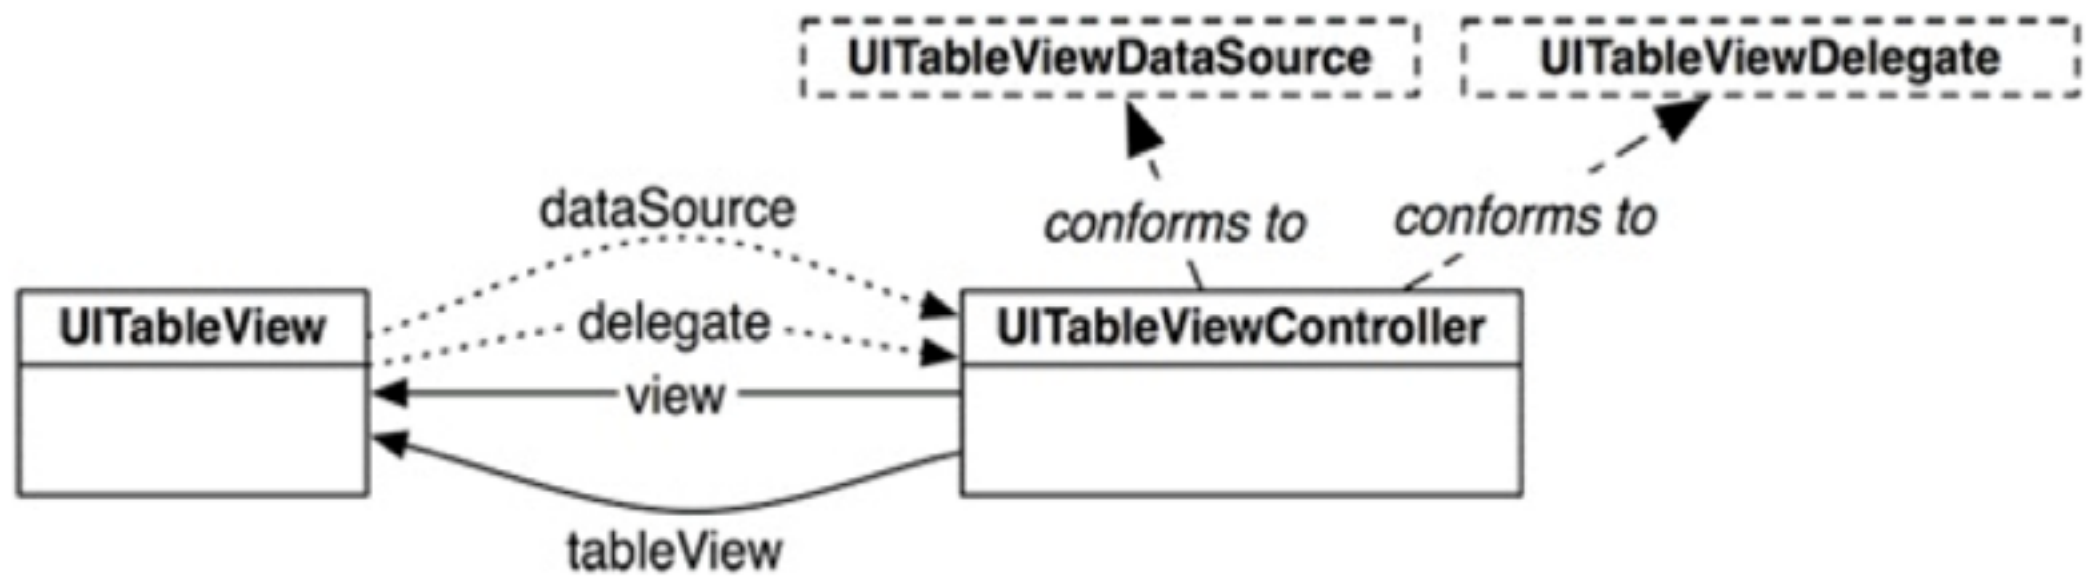 UITableViewDataSource
UITableViewDelegate
dataSource
conforms to
conforms to
UITableView
delegate
UITableViewController
view
tableView